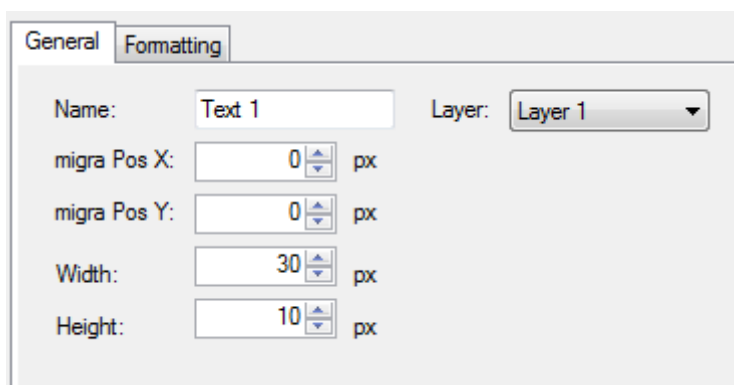 General Formatting
Name: Text 1 Layer: Layer 1
migra Pos X: 0 px
migra Pos Y: 0 px
Width: 30 px
Height: 10 px